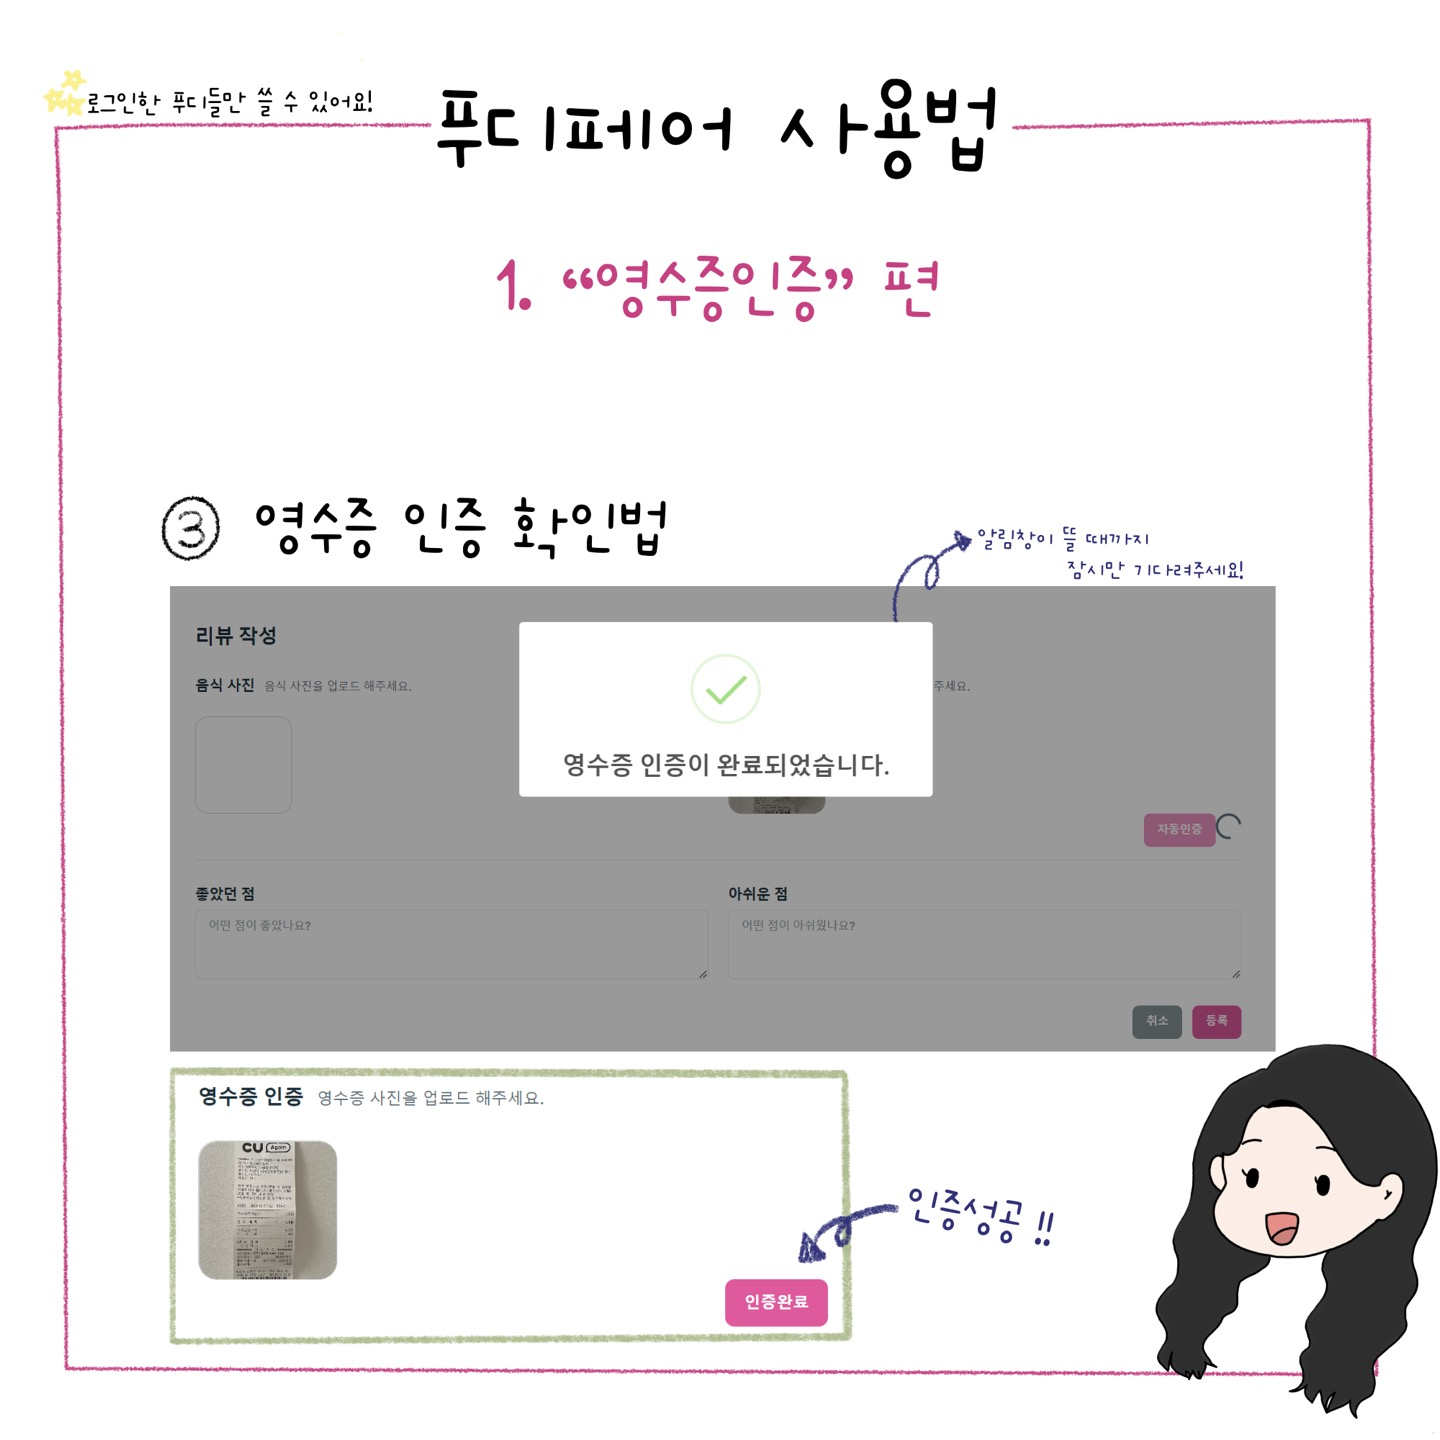 로그인한 푸디들만 쓸 수 있어요!
푸디페어 사용법
1. “영수증인증” 편
③ 영수증 인증 확인법
알림창이 뜰 때까지
잠시만 기다려주세요!
리뷰 작성
음식 사진 음식 사진을 업로드 해주세요.
주세요.
영수증 인증이 완료되었습니다.
자동인증
좋았던 점
아쉬운 점
어떤 점이 좋았나요?
어떤 점이 아쉬웠나요?
취소
등록
영수증 인증 영수증 사진을 업로드 해주세요.
CU Again
인증성공 !!
인증완료